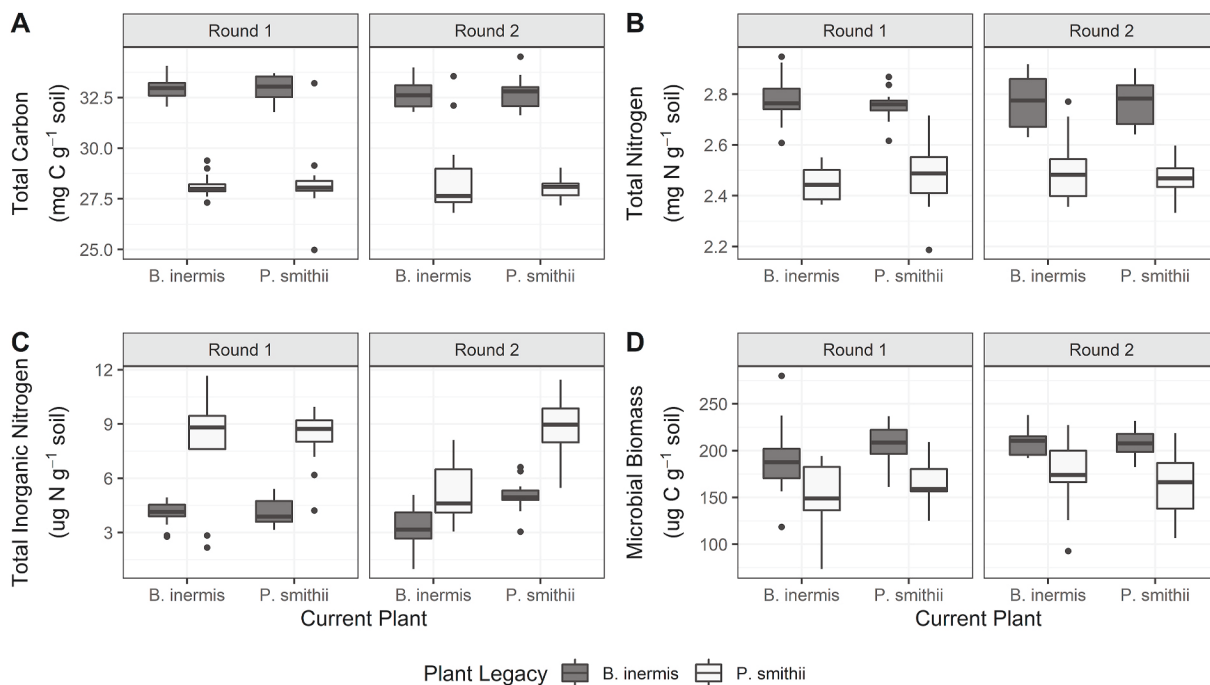 A
Round 1
Round 2
Total Carbon
(mg C g⁻¹ soil)
32.5
30.0
27.5
25.0
B. inermis
P. smithii
B. inermis
P. smithii
B
Round 1
Round 2
Total Nitrogen
(mg N g⁻¹ soil)
2.8
2.6
2.4
2.2
B. inermis
P. smithii
B. inermis
P. smithii
C
Round 1
Round 2
Total Inorganic Nitrogen
(ug N g⁻¹ soil)
12
9
6
3
B. inermis
P. smithii
B. inermis
P. smithii
Current Plant
D
Round 1
Round 2
Microbial Biomass
(ug C g⁻¹ soil)
250
200
150
100
B. inermis
P. smithii
B. inermis
P. smithii
Current Plant
Plant Legacy B. inermis P. smithii